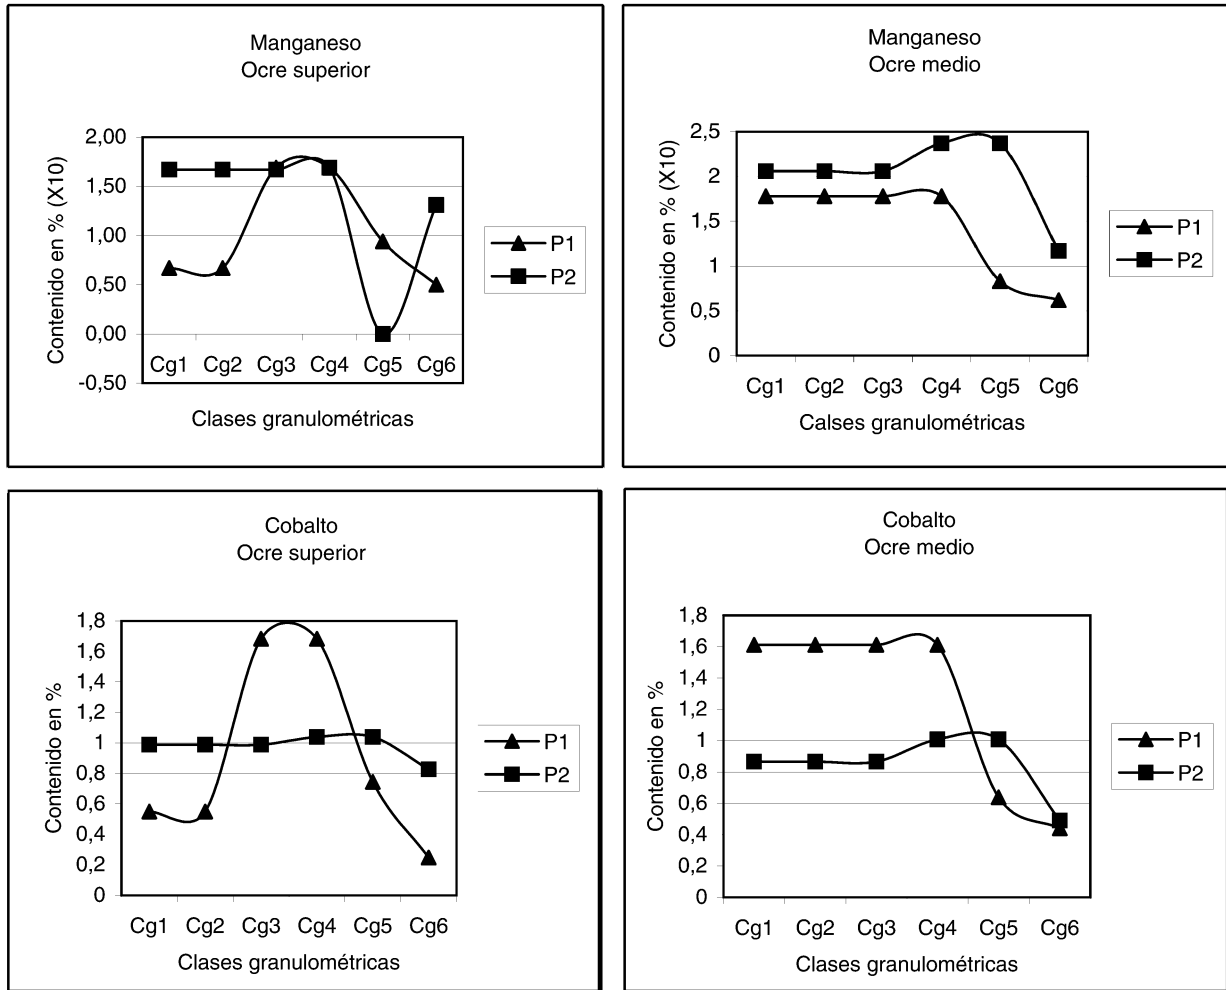 Manganeso
Ocre superior
Contenido en % (X10)
2,00
1,50
1,00
0,50
0,00
-0,50
Cg1 Cg2 Cg3 Cg4 Cg5 Cg6
Clases granulométricas
P1
P2
Manganeso
Ocre medio
Contenido en % (X10)
2,5
2
1,5
1
0,5
0
Cg1 Cg2 Cg3 Cg4 Cg5 Cg6
Calses granulométricas
P1
P2
Cobalto
Ocre superior
Contenido en %
1,8
1,6
1,4
1,2
1
0,8
0,6
0,4
0,2
0
Cg1 Cg2 Cg3 Cg4 Cg5 Cg6
Clases granulométricas
P1
P2
Cobalto
Ocre medio
Contenido en %
1,8
1,6
1,4
1,2
1
0,8
0,6
0,4
0,2
0
Cg1 Cg2 Cg3 Cg4 Cg5 Cg6
Clases granulométricas
P1
P2